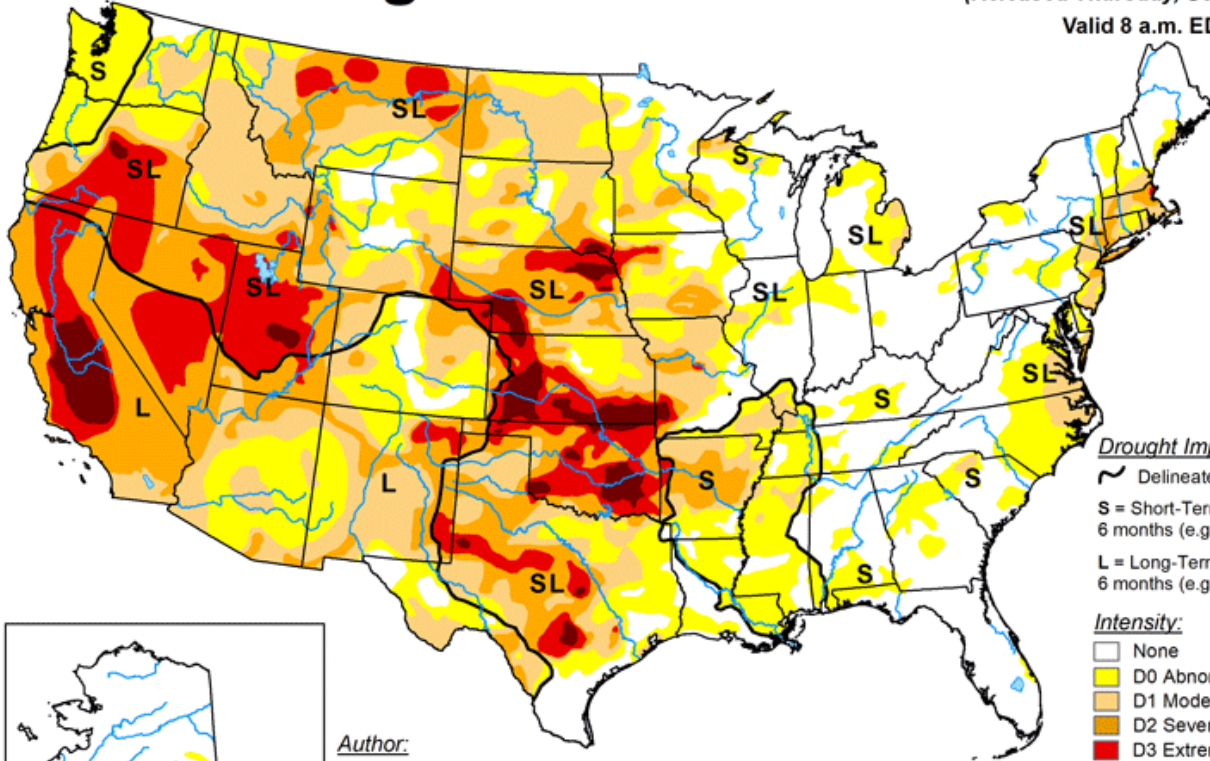 Valid 8 a.m. ED
S
SL
SL
S
SL
SL
SL
SL
SL
SL
S
L
L
S
S
SL
S
Drought Imp
Delineate
S = Short-Terr
6 months (e.g
L = Long-Term
6 months (e.g
Intensity:
None
D0 Abnor
D1 Mode
D2 Sever
D3 Extrem
Author: